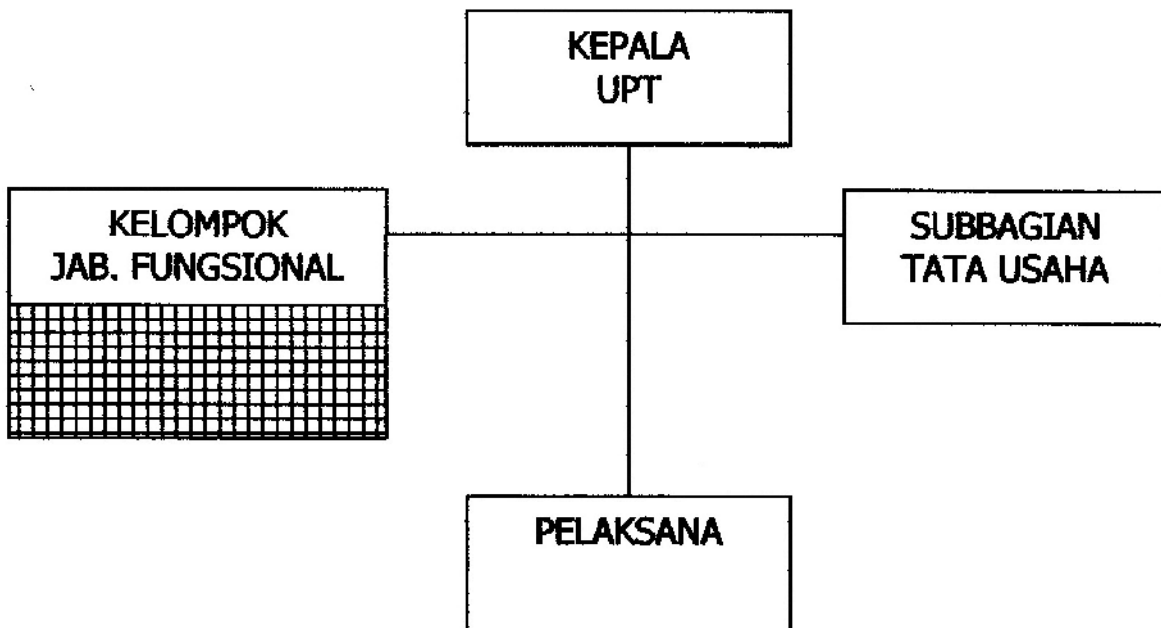 KEPALA
UPT
KELOMPOK
JAB. FUNGSIONAL
SUBBAGIAN
TATA USAHA
PELAKSANA